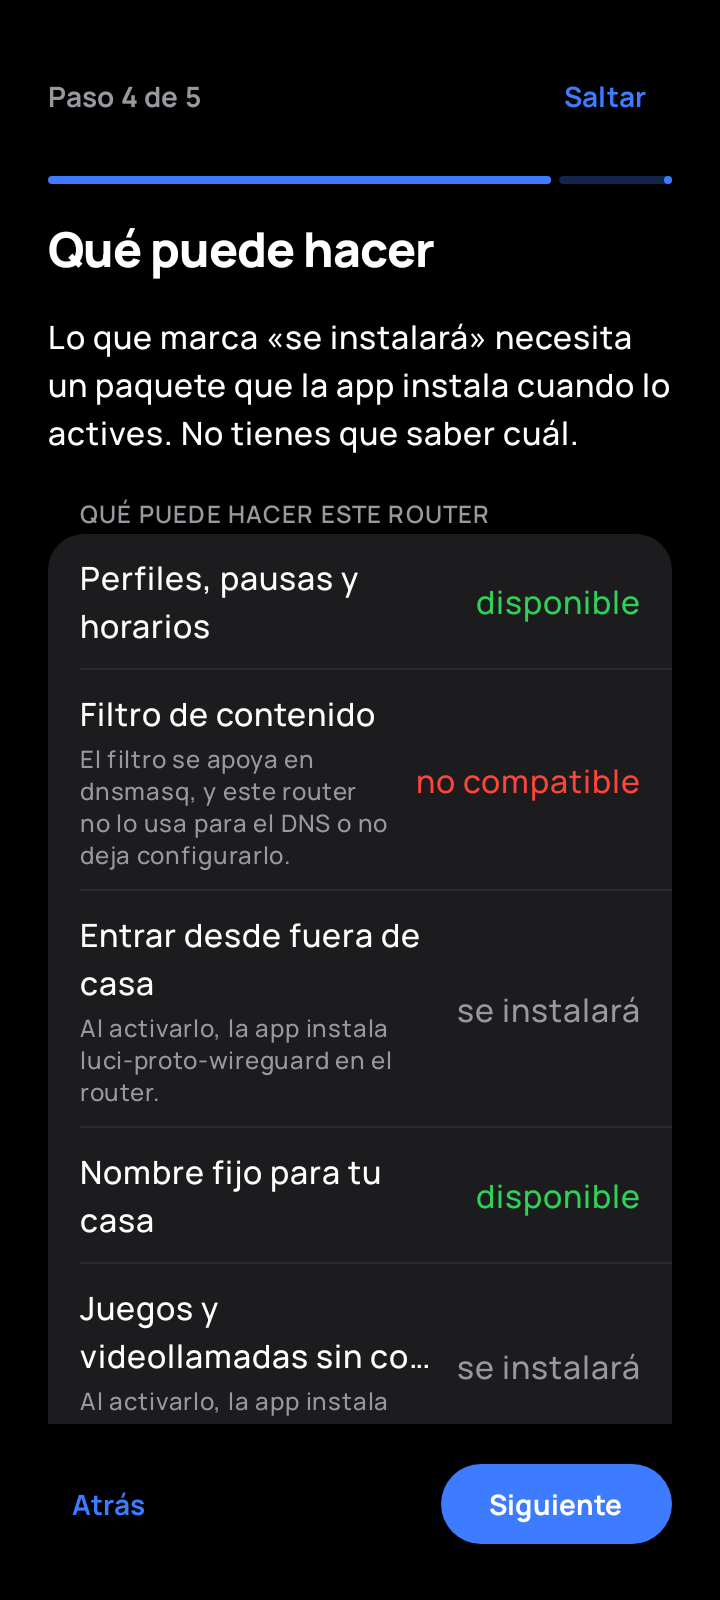 Paso 4 de 5
Saltar
Qué puede hacer
Lo que marca «se instalará» necesita
un paquete que la app instala cuando lo
actives. No tienes que saber cuál.
QUÉ PUEDE HACER ESTE ROUTER
Perfiles, pausas y
horarios
disponible
Filtro de contenido
El filtro se apoya en
dnsmasq, y este router
no lo usa para el DNS o no
deja configurarlo.
no compatible
Entrar desde fuera de
casa
Al activarlo, la app instala
luci-proto-wireguard en el
router.
se instalará
Nombre fijo para tu
casa
disponible
Juegos y
videollamadas sin co…
Al activarlo, la app instala
se instalará
Atrás
Siguiente